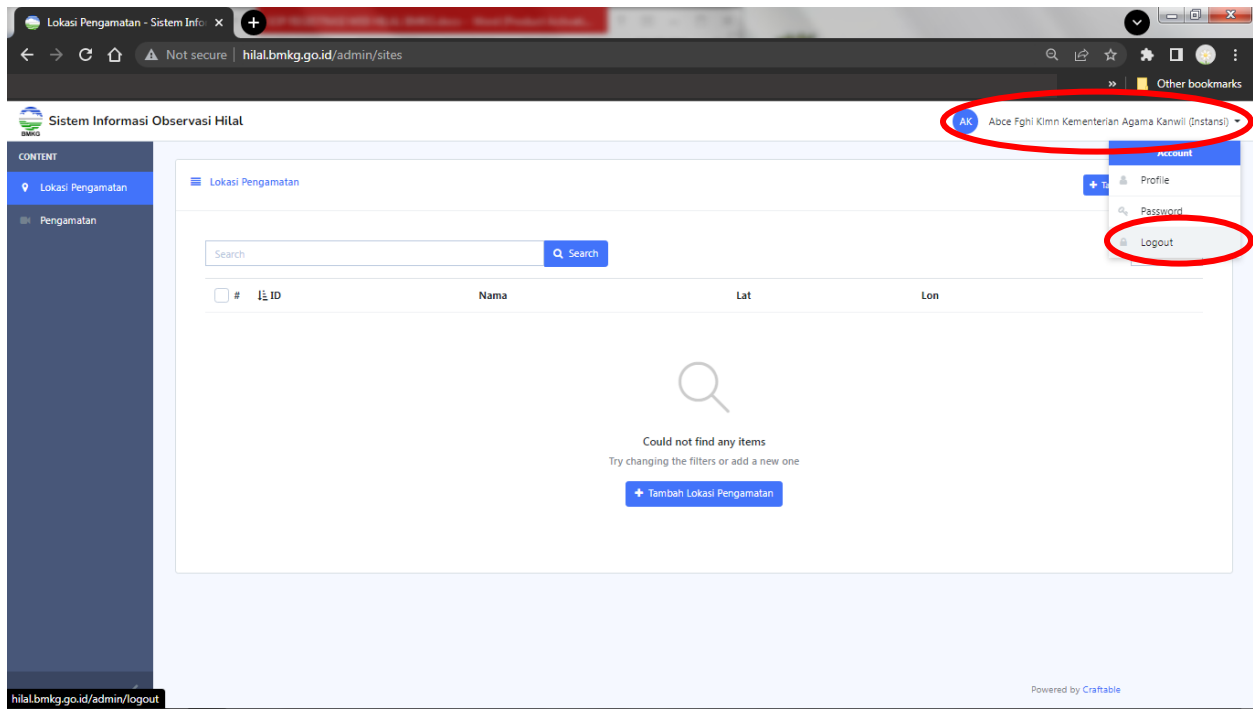 Lokasi Pengamatan - Sistem Info
Not secure | hilal.bmkg.go.id/admin/sites
» Other bookmarks
BMKG
Sistem Informasi Observasi Hilal
AK Abce Fghi Klmn Kementerian Agama Kanwil (Instansi)
CONTENT
Account
Lokasi Pengamatan
Lokasi Pengamatan
Profile
Pengamatan
Password
Logout
Search
Search
# ID Nama Lat Lon
Could not find any items
Try changing the filters or add a new one
+ Tambah Lokasi Pengamatan
Powered by Craftable
hilal.bmkg.go.id/admin/logout